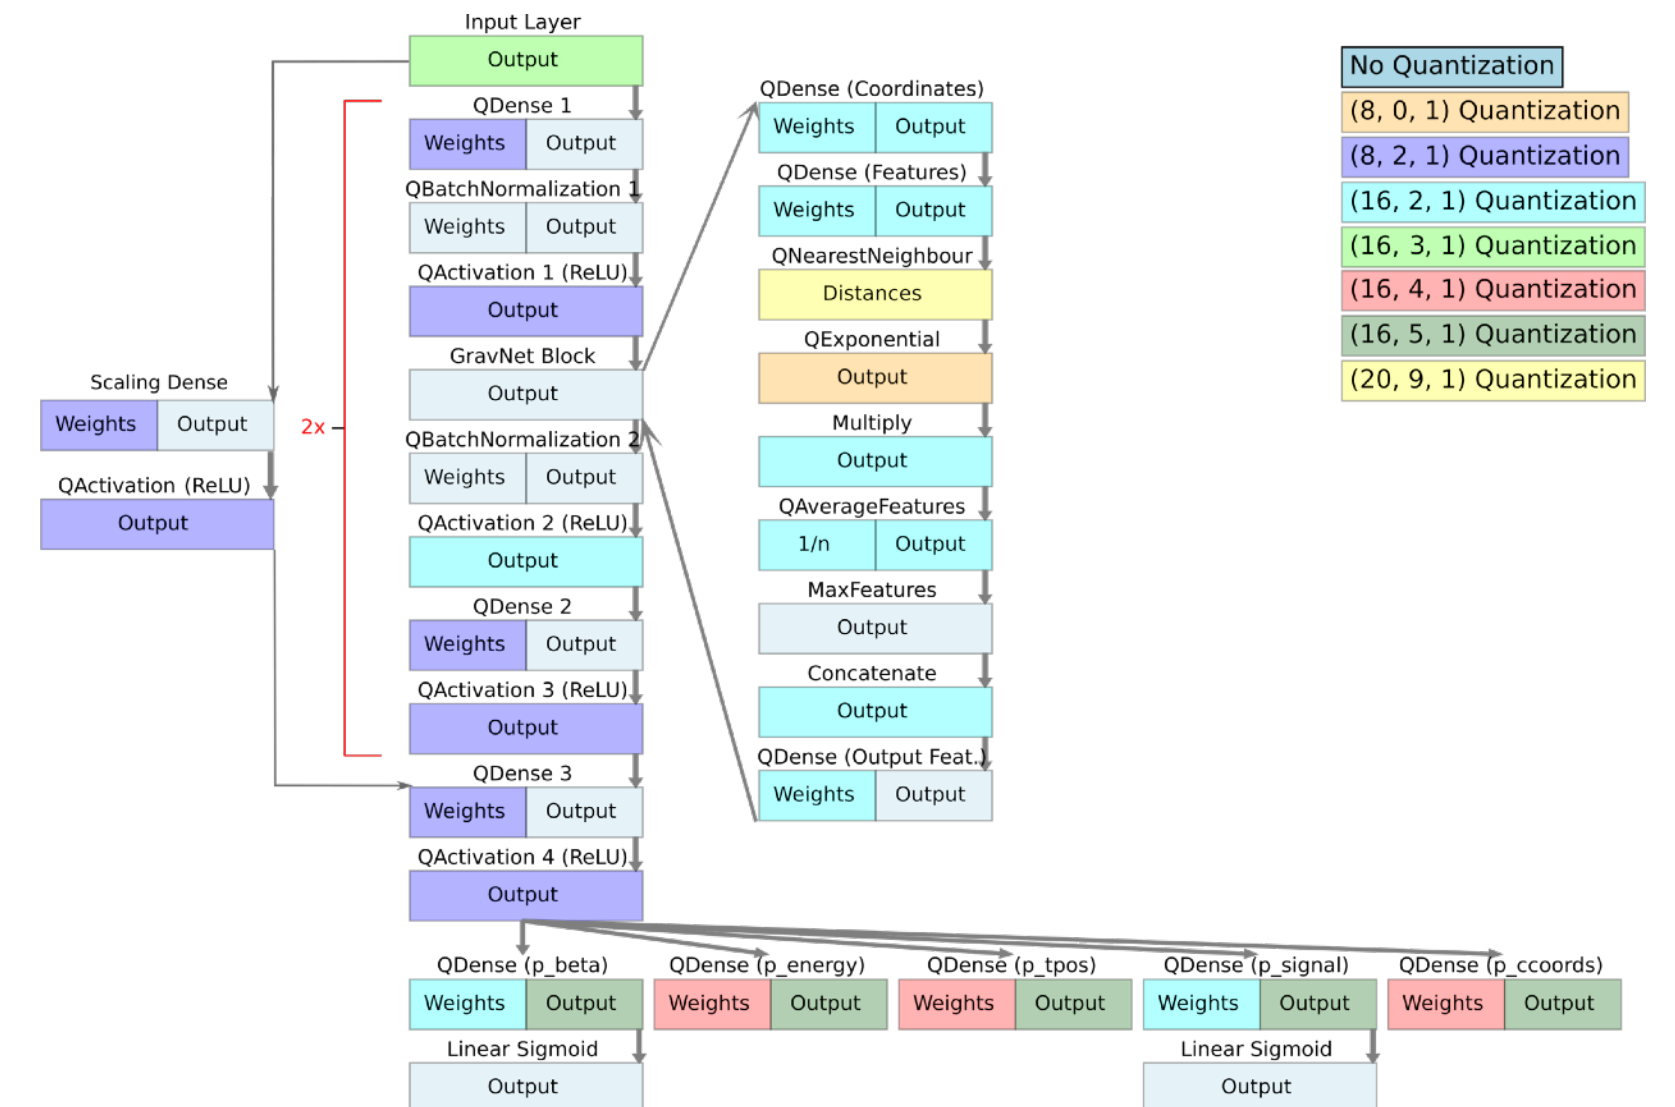 Input Layer
Output
QDense 1
Weights Output
QBatchNormalization 1
Weights Output
QActivation 1 (ReLU)
Output
GravNet Block
Output
QBatchNormalization 2
Weights Output
QActivation 2 (ReLU)
Output
QDense 2
Weights Output
QActivation 3 (ReLU)
Output
QDense 3
Weights Output
QActivation 4 (ReLU)
Output
2x
Scaling Dense
Weights Output
QActivation (ReLU)
Output
QDense (Coordinates)
Weights Output
QDense (Features)
Weights Output
QNearestNeighbour
Distances
QExponential
Output
Multiply
Output
QAverageFeatures
1/n Output
MaxFeatures
Output
Concatenate
Output
QDense (Output Feat.)
Weights Output
No Quantization
(8, 0, 1) Quantization
(8, 2, 1) Quantization
(16, 2, 1) Quantization
(16, 3, 1) Quantization
(16, 4, 1) Quantization
(16, 5, 1) Quantization
(20, 9, 1) Quantization
QDense (p_beta)
Weights Output
Linear Sigmoid
Output
QDense (p_energy)
Weights Output
QDense (p_tpos)
Weights Output
QDense (p_signal)
Weights Output
Linear Sigmoid
Output
QDense (p_ccoords)
Weights Output